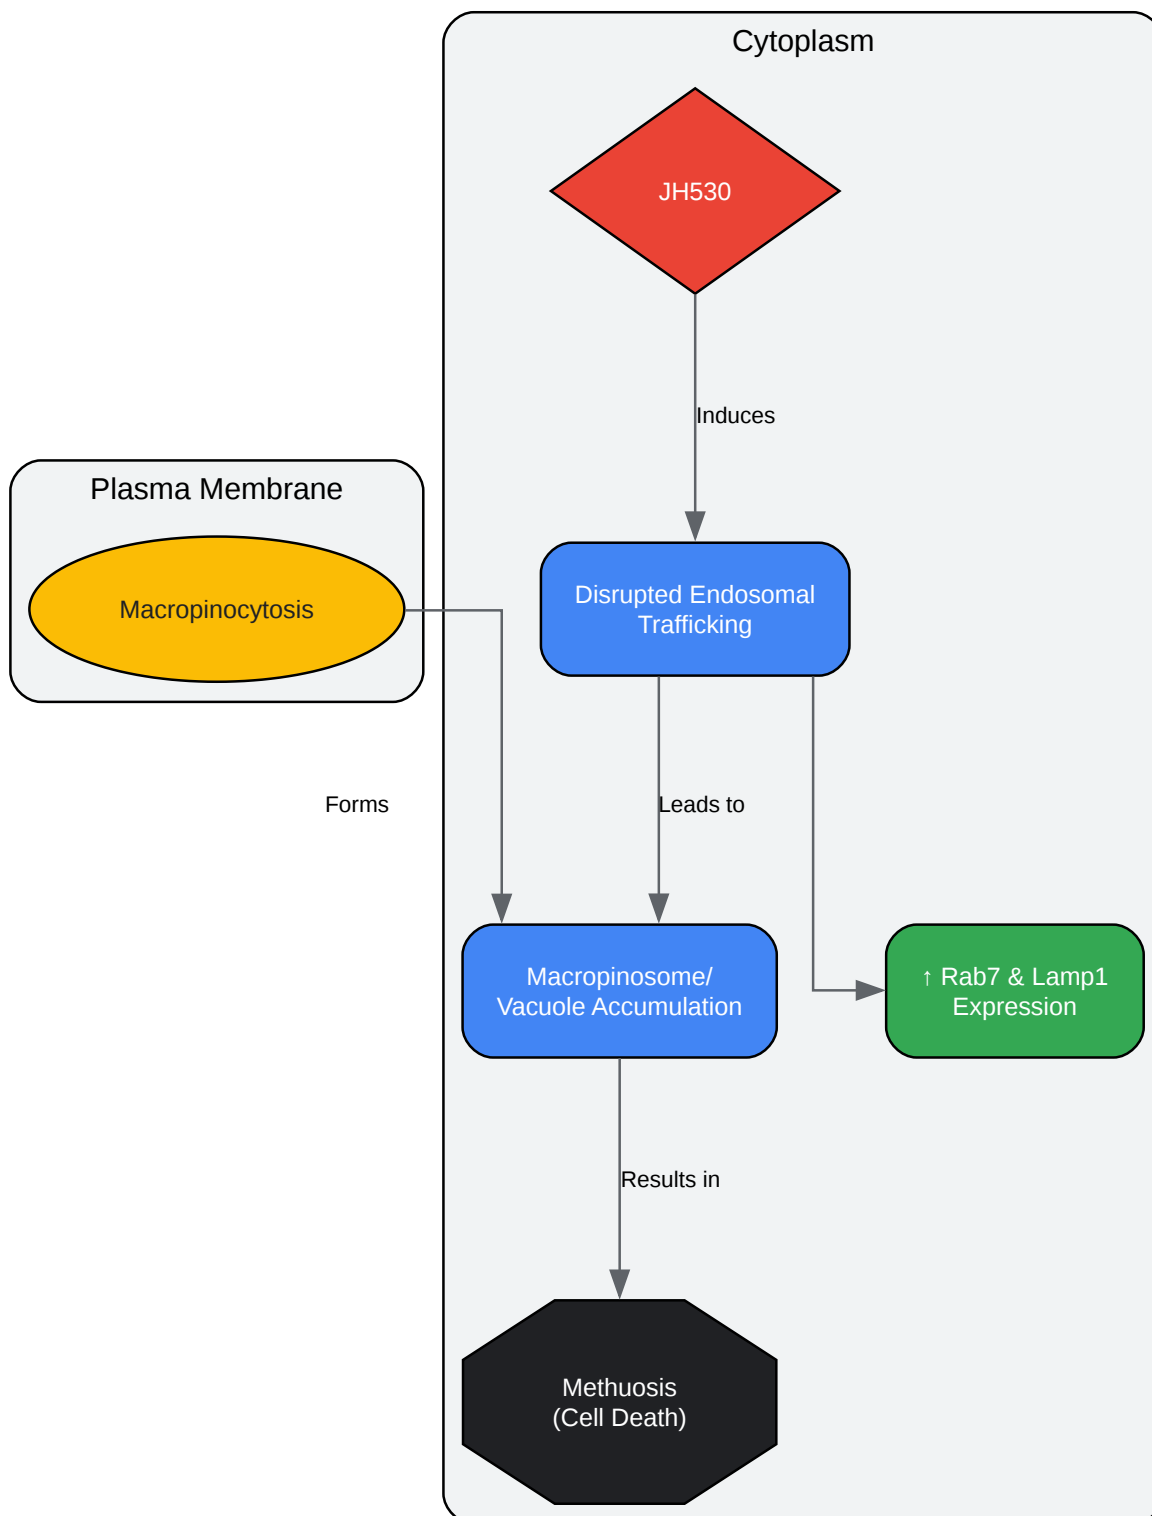 Cytoplasm
JH530
Induces
Plasma Membrane
Macropinocytosis
Disrupted Endosomal
Trafficking
Forms
Leads to
Macropinosome/
Vacuole Accumulation
↑ Rab7 & Lamp1
Expression
Results in
Methuosis
(Cell Death)